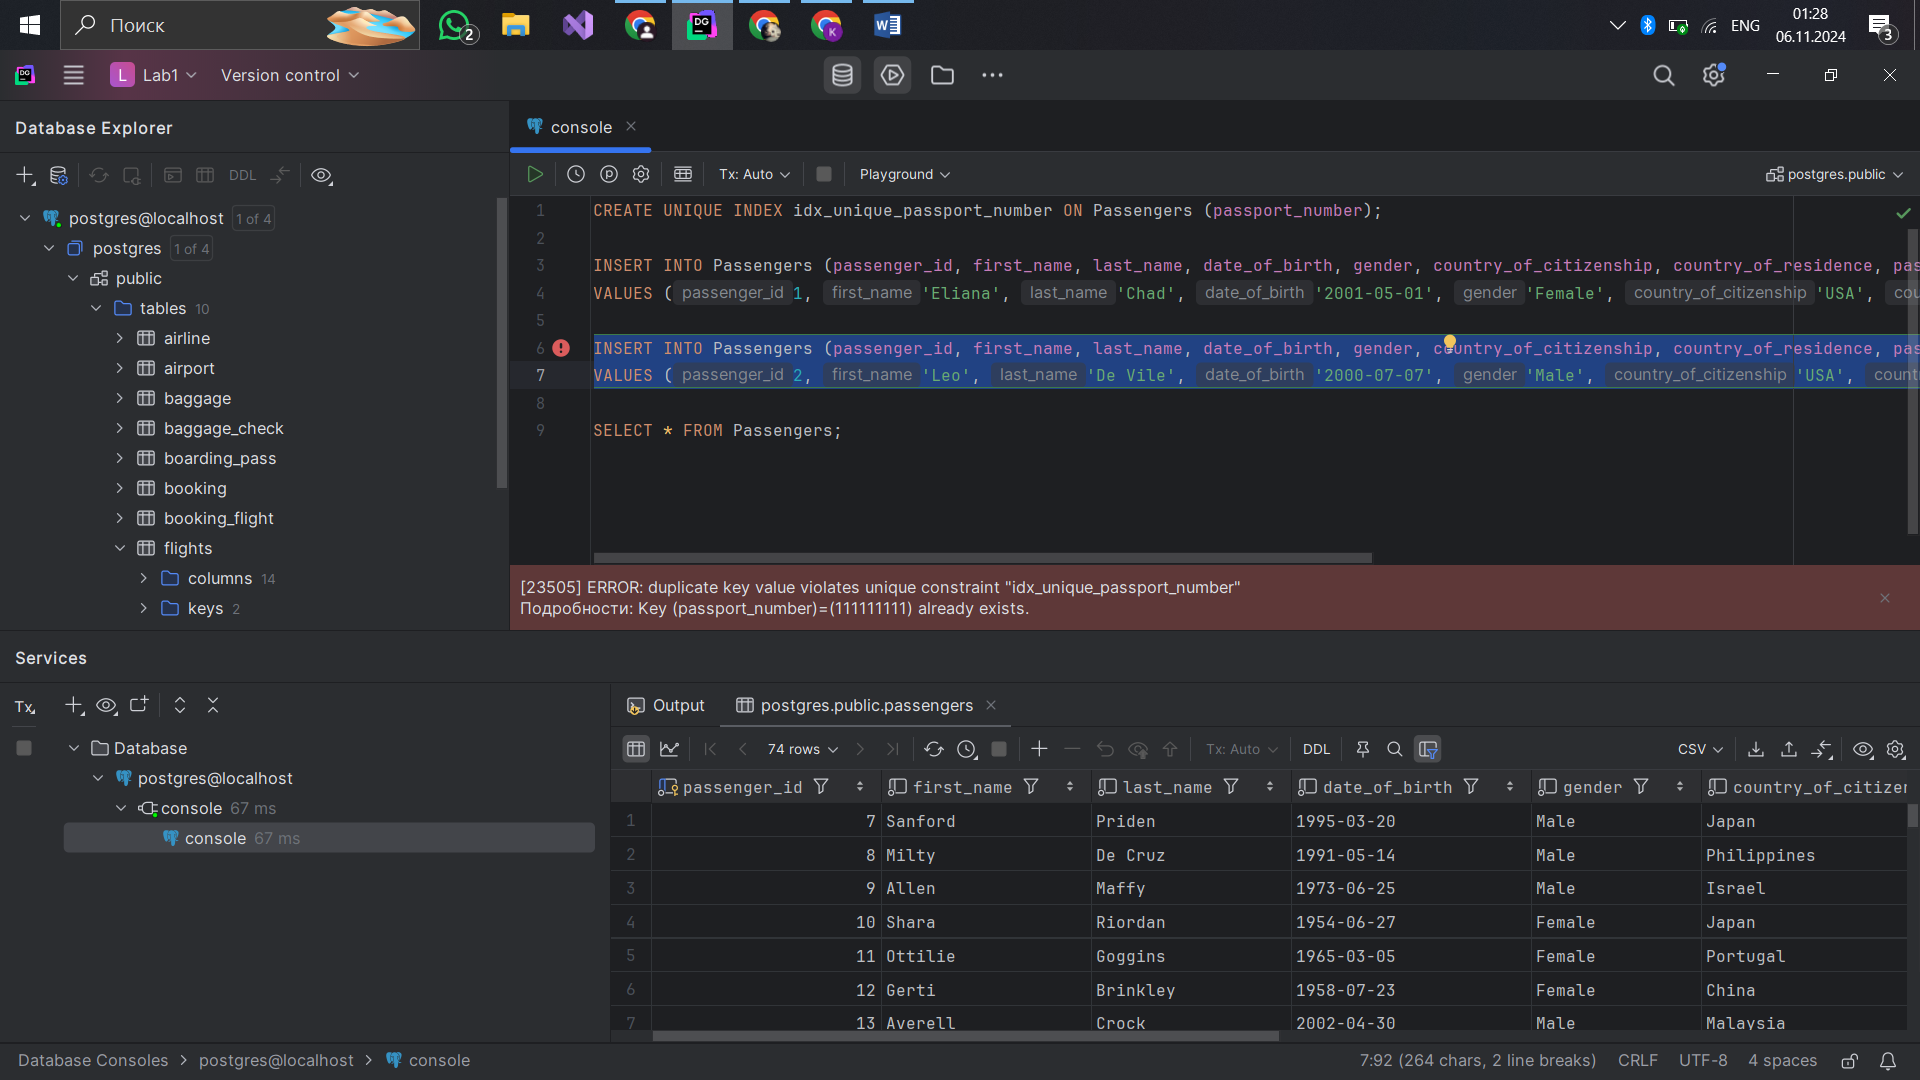 Поиск
2
ENG
01:28
06.11.2024
3
L Lab1
Version control
Database Explorer
console
DDL
Tx: Auto
Playground
postgres.public
postgres@localhost 1 of 4
postgres 1 of 4
public
tables 10
airline
airport
baggage
baggage_check
boarding_pass
booking
booking_flight
flights
columns 14
keys 2
1 CREATE UNIQUE INDEX idx_unique_passport_number ON Passengers (passport_number);
2
3 INSERT INTO Passengers (passenger_id, first_name, last_name, date_of_birth, gender, country_of_citizenship, country_of_residence, pas
4 VALUES ( passenger_id 1, first_name 'Eliana', last_name 'Chad', date_of_birth '2001-05-01', gender 'Female', country_of_citizenship 'USA', cou
5
6 INSERT INTO Passengers (passenger_id, first_name, last_name, date_of_birth, gender, country_of_citizenship, country_of_residence, pas
7 VALUES ( passenger_id 2, first_name 'Leo', last_name 'De Vile', date_of_birth '2000-07-07', gender 'Male', country_of_citizenship 'USA', count
8
9 SELECT * FROM Passengers;
[23505] ERROR: duplicate key value violates unique constraint "idx_unique_passport_number"
Подробности: Key (passport_number)=(111111111) already exists.
Services
Tx
Database
postgres@localhost
console 67 ms
console 67 ms
Output
postgres.public.passengers
74 rows
Tx: Auto
DDL
CSV
passenger_id first_name last_name date_of_birth gender country_of_citizen
1 7 Sanford Priden 1995-03-20 Male Japan
2 8 Milty De Cruz 1991-05-14 Male Philippines
3 9 Allen Maffy 1973-06-25 Male Israel
4 10 Shara Riordan 1954-06-27 Female Japan
5 11 Ottilie Goggins 1965-03-05 Female Portugal
6 12 Gerti Brinkley 1958-07-23 Female China
7 13 Averell Crock 2002-04-30 Male Malaysia
Database Consoles > postgres@localhost > console
7:92 (264 chars, 2 line breaks)
CRLF
UTF-8
4 spaces